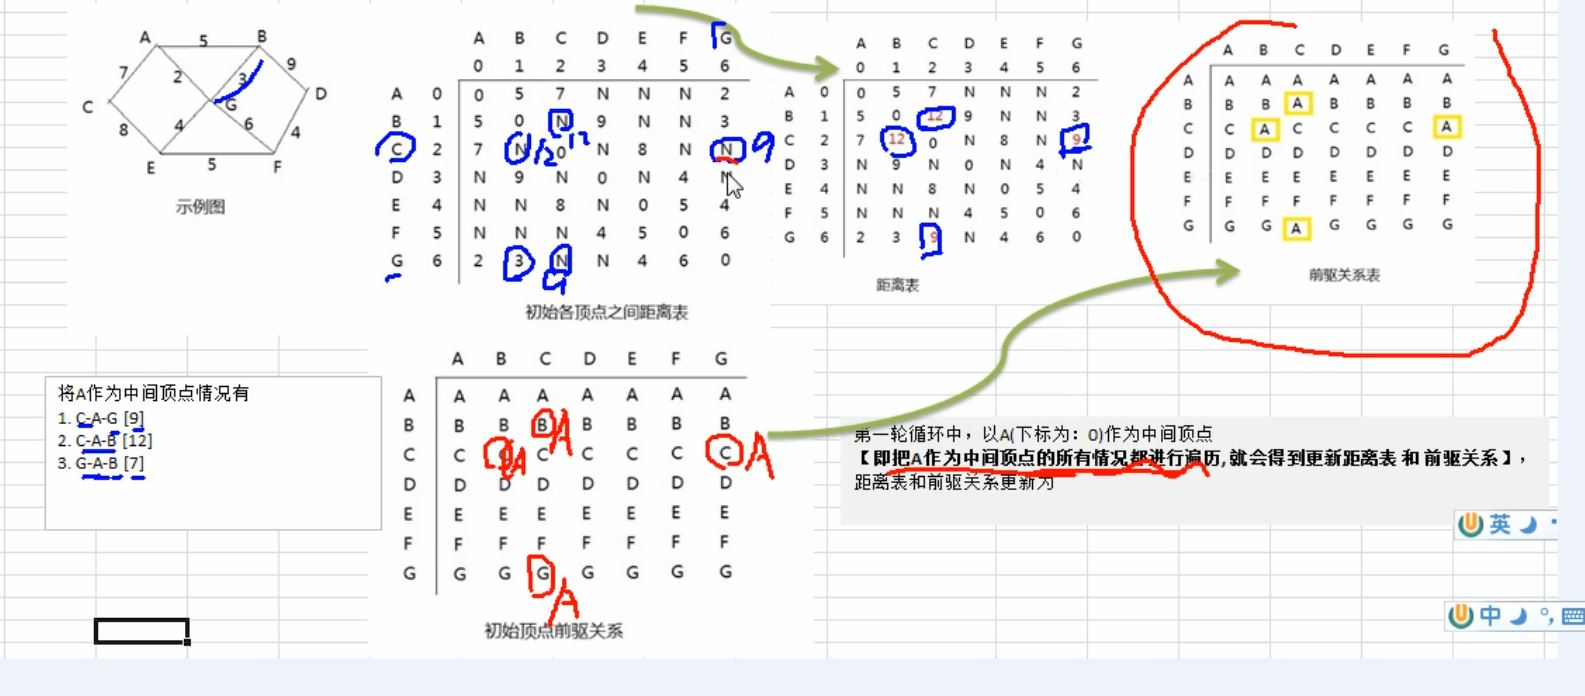 A 5 B
7 2 3 9
C G D
8 4 6 4
E 5 F
示例图
A B C D E F G
0 1 2 3 4 5 6
A 0 0 5 7 N N N 2
B 1 5 0 N 9 N N 3
12
C 2 7 N 0 N 8 N N
12 9
D 3 N 9 N 0 N 4 N
E 4 N N 8 N 0 5 4
F 5 N N N 4 5 0 6
G 6 2 3 N N 4 6 0
9
初始各顶点之间距离表
A B C D E F G
0 1 2 3 4 5 6
A 0 0 5 7 N N N 2
B 1 5 0 12 9 N N 3
C 2 7 12 0 N 8 N 9
D 3 N 9 N 0 N 4 N
E 4 N N 8 N 0 5 4
F 5 N N N 4 5 0 6
G 6 2 3 9 N 4 6 0
距离表
A B C D E F G
A A A A A A A A
B B B A B B B B
C C A C C C C A
D D D D D D D D
E E E E E E E E
F F F F F F F F
G G G A G G G G
前驱关系表
将A作为中间顶点情况有
1. C-A-G [9]
2. C-A-B [12]
3. G-A-B [7]
A B C D E F G
A A A A A A A A
B B B B B B B B
A
C C C C C C C
A A
D D D D D D D D
E E E E E E E E
F F F F F F F F
G G G G G G G G
A
初始顶点前驱关系
第一轮循环中，以A(下标为：0)作为中间顶点
【即把A作为中间顶点的所有情况都进行遍历,就会得到更新距离表 和 前驱关系】，
距离表和前驱关系更新为
英
中